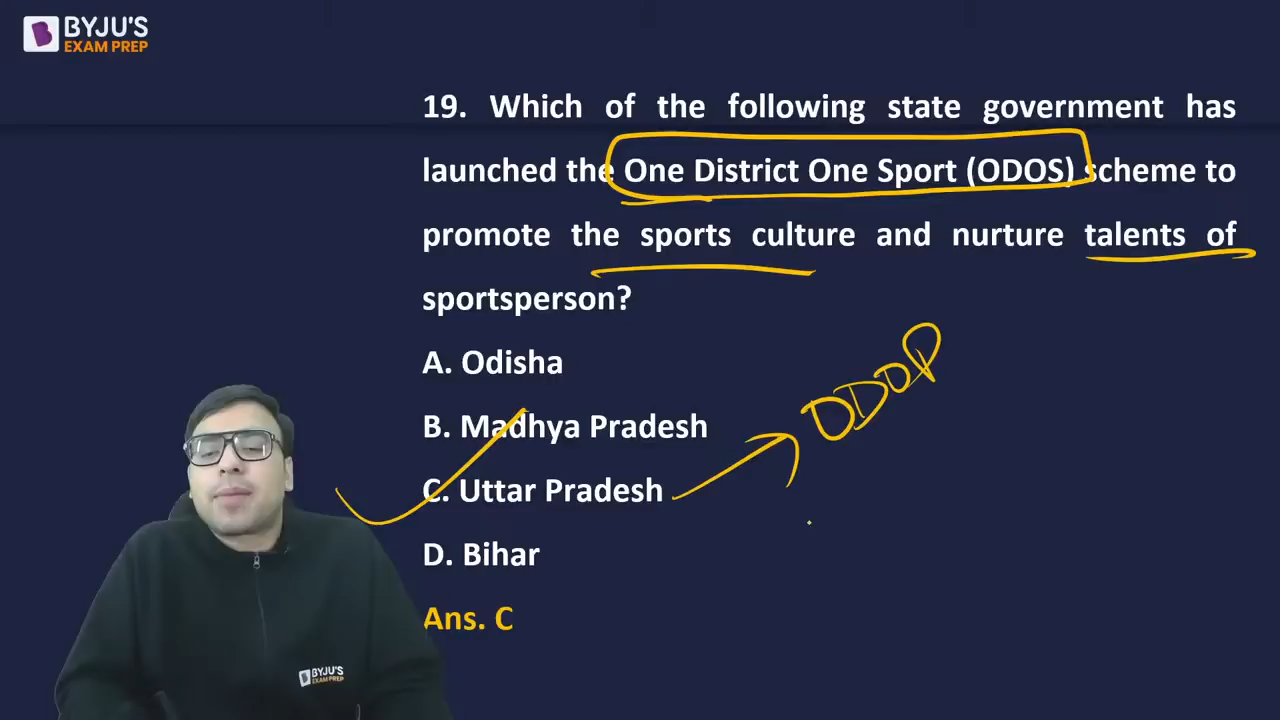 BYJU'S
EXAM PREP
19. Which of the following state government has
launched the One District One Sport (ODOS) scheme to
promote the sports culture and nurture talents of
sportsperson?
A. Odisha
B. Madhya Pradesh
C. Uttar Pradesh
D. Bihar
Ans. C
ODOP
BYJU'S
EXAM PREP